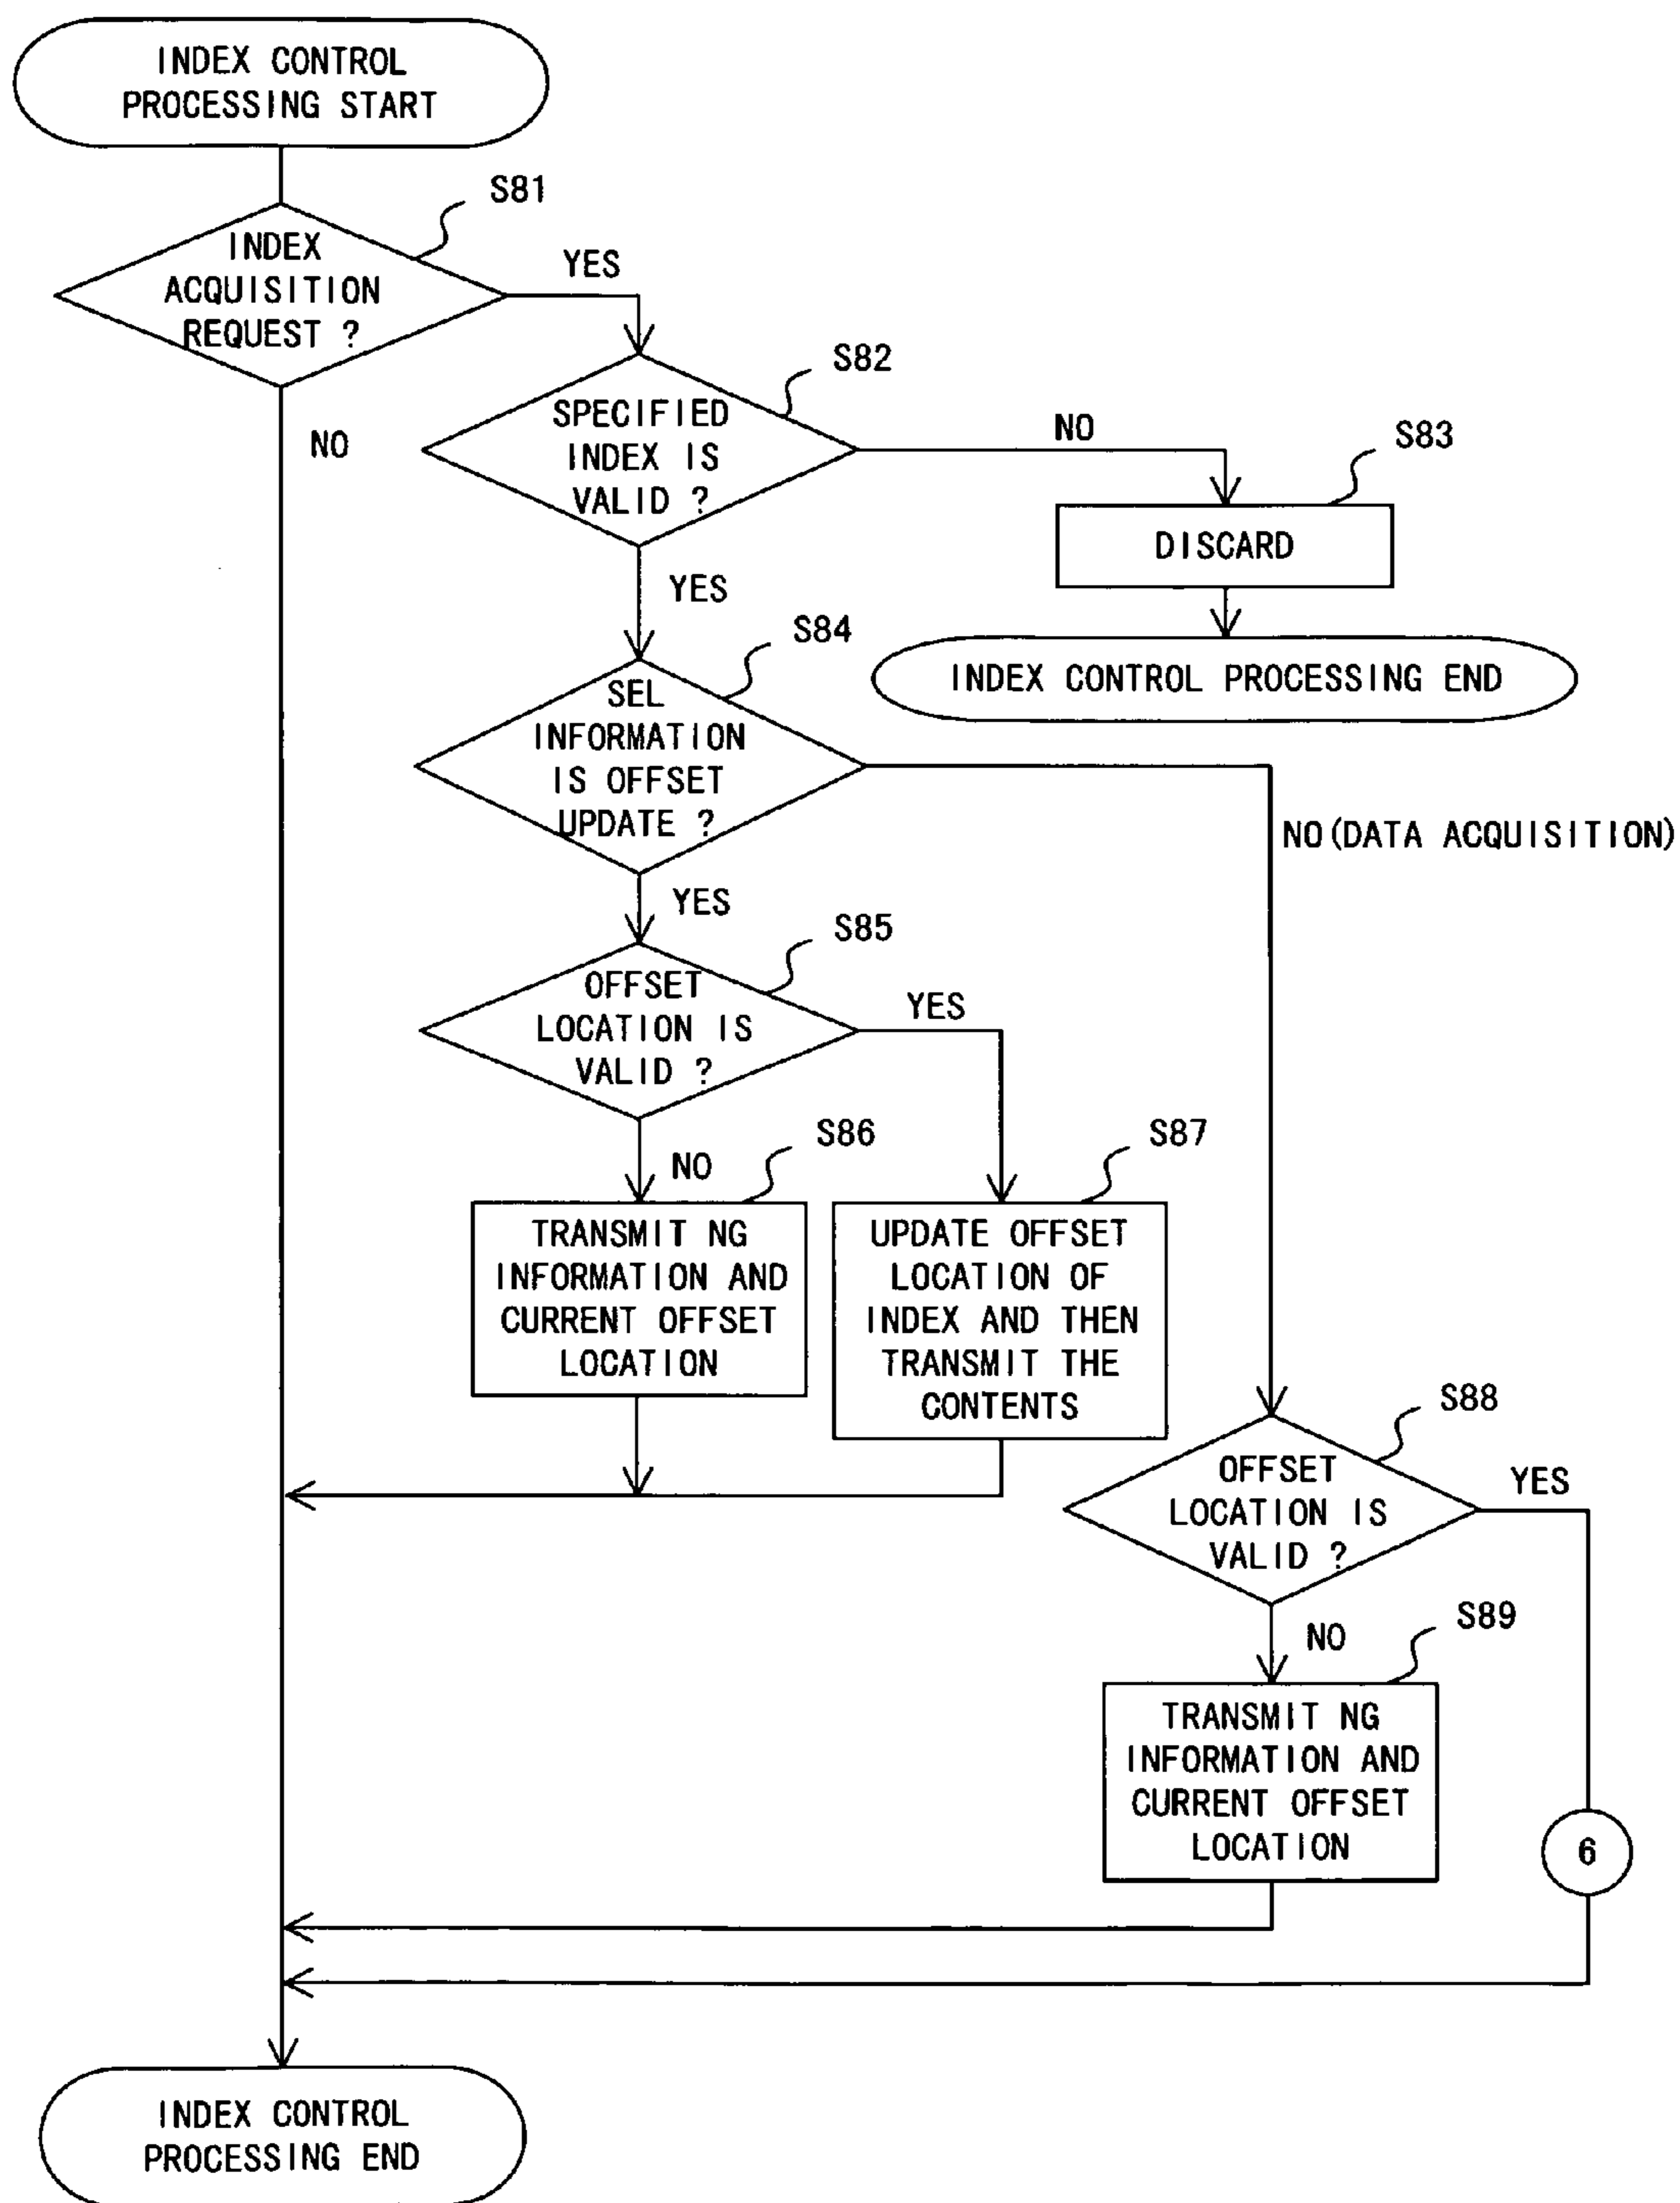 INDEX CONTROL
PROCESSING START
S81
INDEX
ACQUISITION
REQUEST ?
YES
NO
S82
SPECIFIED
INDEX IS
VALID ?
NO
S83
DISCARD
YES
INDEX CONTROL PROCESSING END
S84
SEL
INFORMATION
IS OFFSET
UPDATE ?
NO (DATA ACQUISITION)
YES
S85
OFFSET
LOCATION IS
VALID ?
YES
NO
S86
TRANSMIT NG
INFORMATION AND
CURRENT OFFSET
LOCATION
S87
UPDATE OFFSET
LOCATION OF
INDEX AND THEN
TRANSMIT THE
CONTENTS
S88
OFFSET
LOCATION IS
VALID ?
YES
NO
S89
TRANSMIT NG
INFORMATION AND
CURRENT OFFSET
LOCATION
6
INDEX CONTROL
PROCESSING END